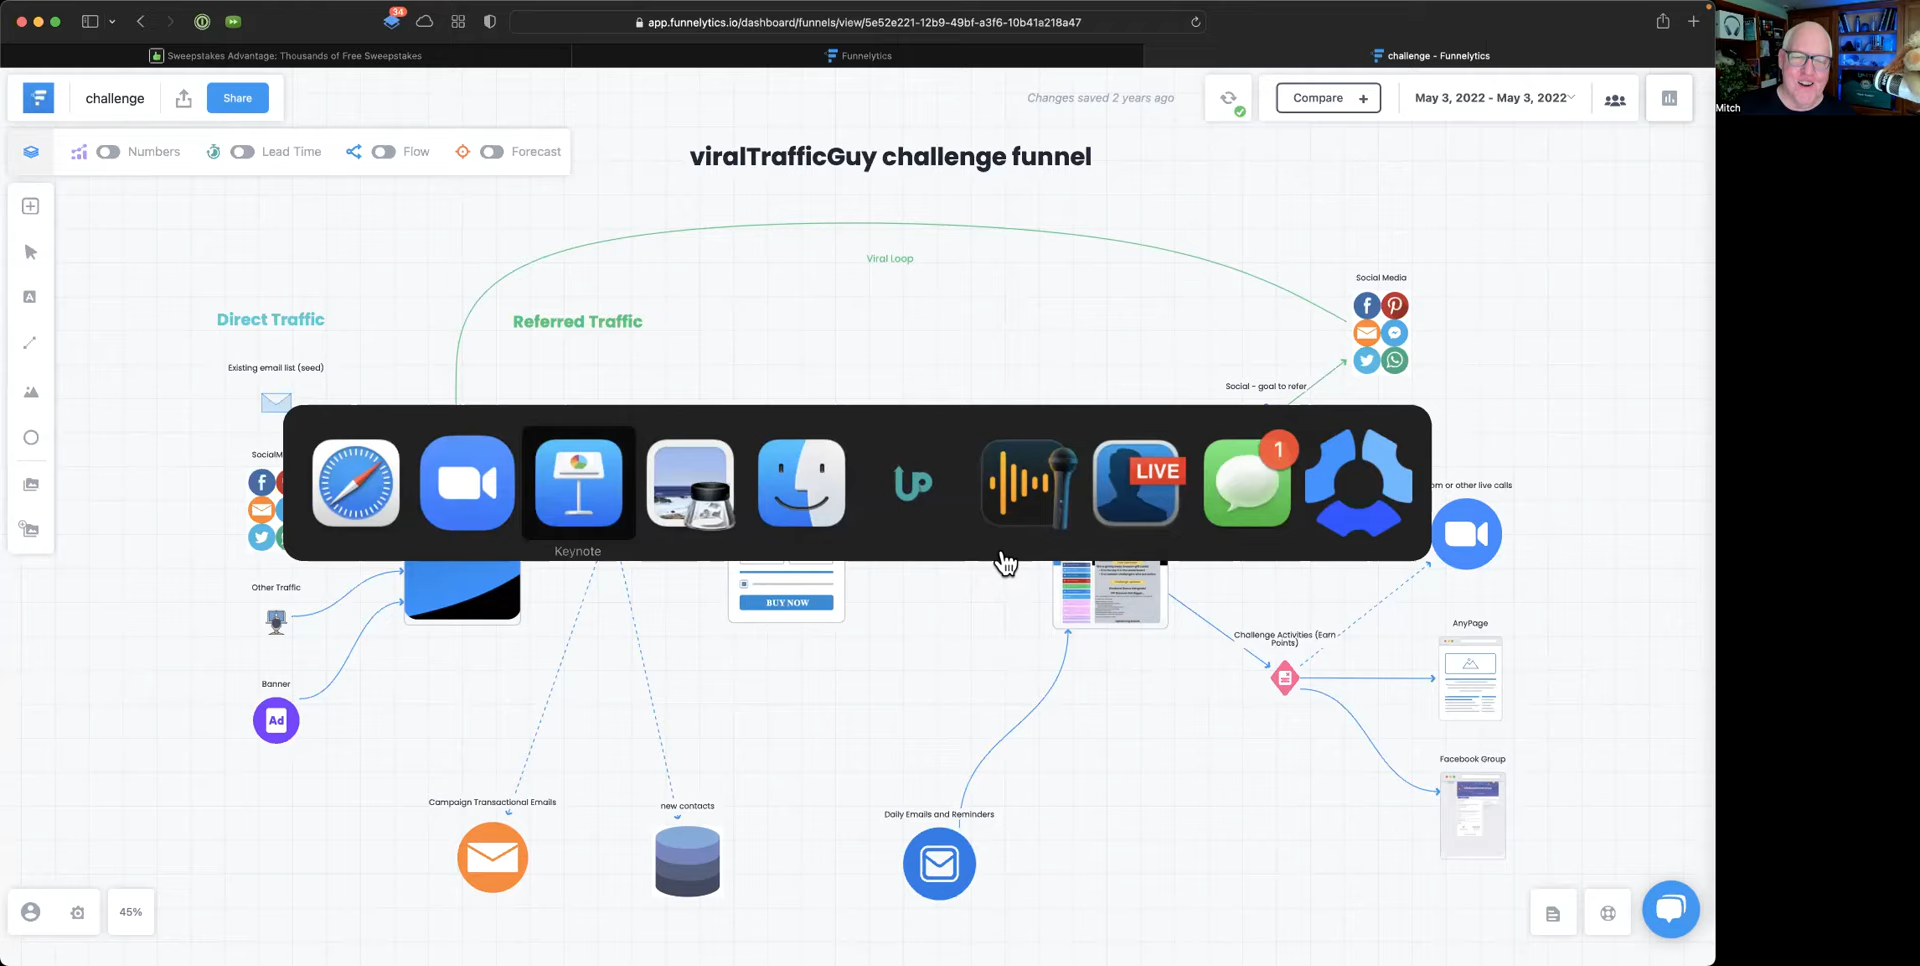 34
app.funnelytics.io/dashboard/funnels/view/5e52e221-12b9-49bf-a3f6-10b41a218a47
Sweepstakes Advantage: Thousands of Free Sweepstakes
Funnelytics
challenge - Funnelytics
challenge
Share
Changes saved 2 years ago
Compare +
May 3, 2022 - May 3, 2022
Mitch
Numbers
Lead Time
Flow
Forecast
viralTrafficGuy challenge funnel
Viral Loop
Social Media
Direct Traffic
Referred Traffic
Existing email list (seed)
Social - goal to refer
SocialM
UP
LIVE
1
om or other live calls
Keynote
Other Traffic
BUY NOW
Challenge Activities (Earn
Points)
AnyPage
Banner
Ad
Facebook Group
Campaign Transactional Emails
new contacts
Daily Emails and Reminders
45%